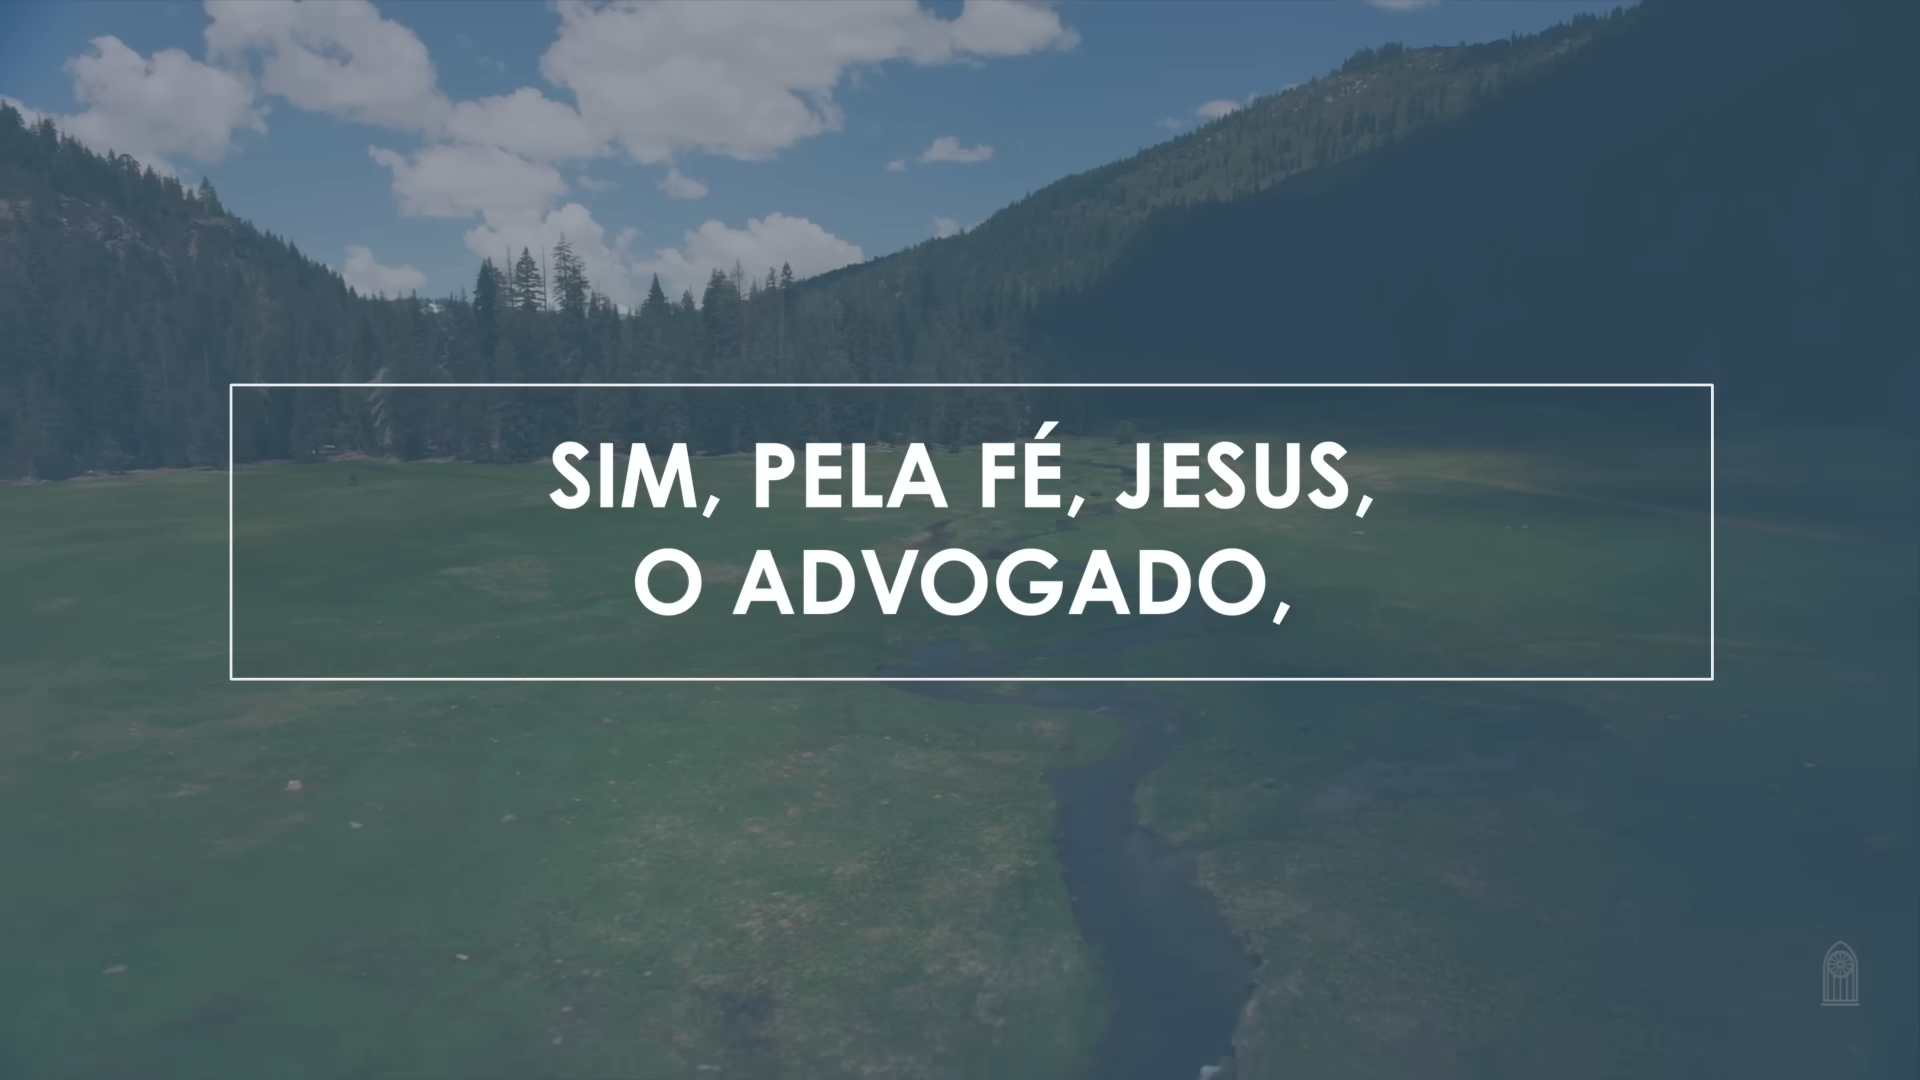 SIM, PELA FÉ, JESUS,
O ADVOGADO,